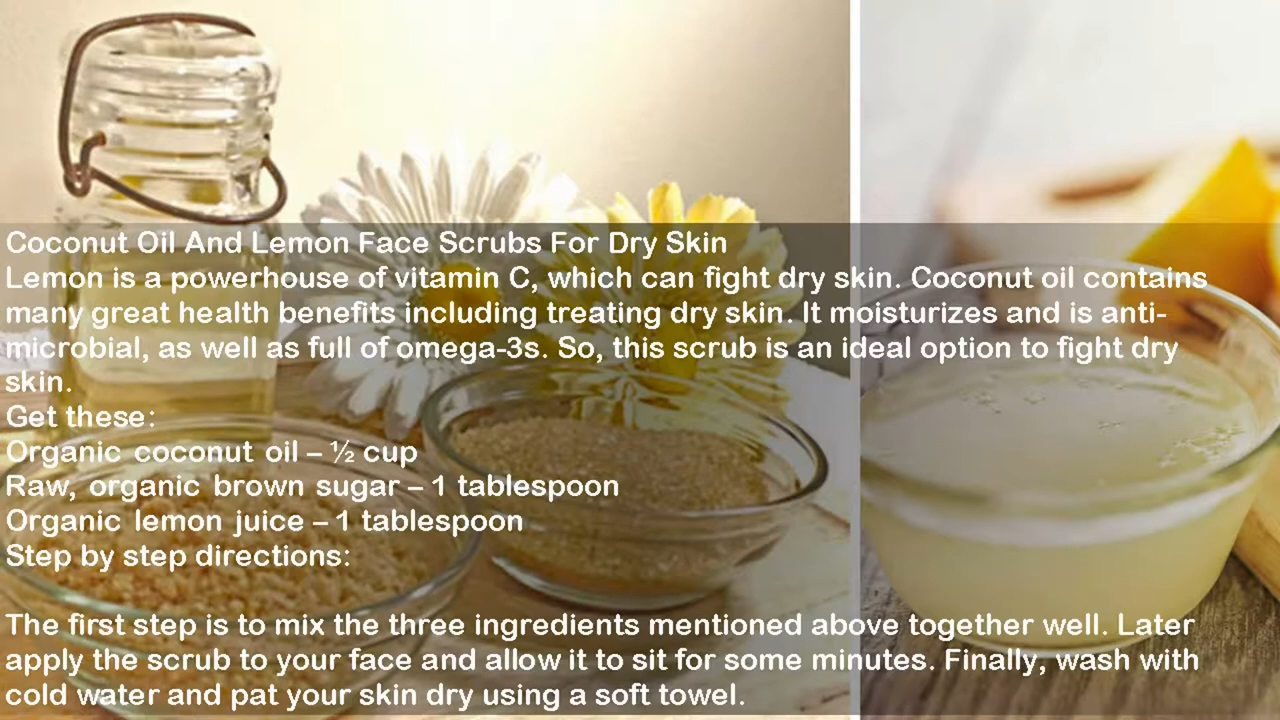 Coconut Oil And Lemon Face Scrubs For Dry Skin
Lemon is a powerhouse of vitamin C, which can fight dry skin. Coconut oil contains
many great health benefits including treating dry skin. It moisturizes and is anti-
microbial, as well as full of omega-3s. So, this scrub is an ideal option to fight dry
skin.
Get these:
Organic coconut oil – ½ cup
Raw, organic brown sugar – 1 tablespoon
Organic lemon juice – 1 tablespoon
Step by step directions:
The first step is to mix the three ingredients mentioned above together well. Later
apply the scrub to your face and allow it to sit for some minutes. Finally, wash with
cold water and pat your skin dry using a soft towel.